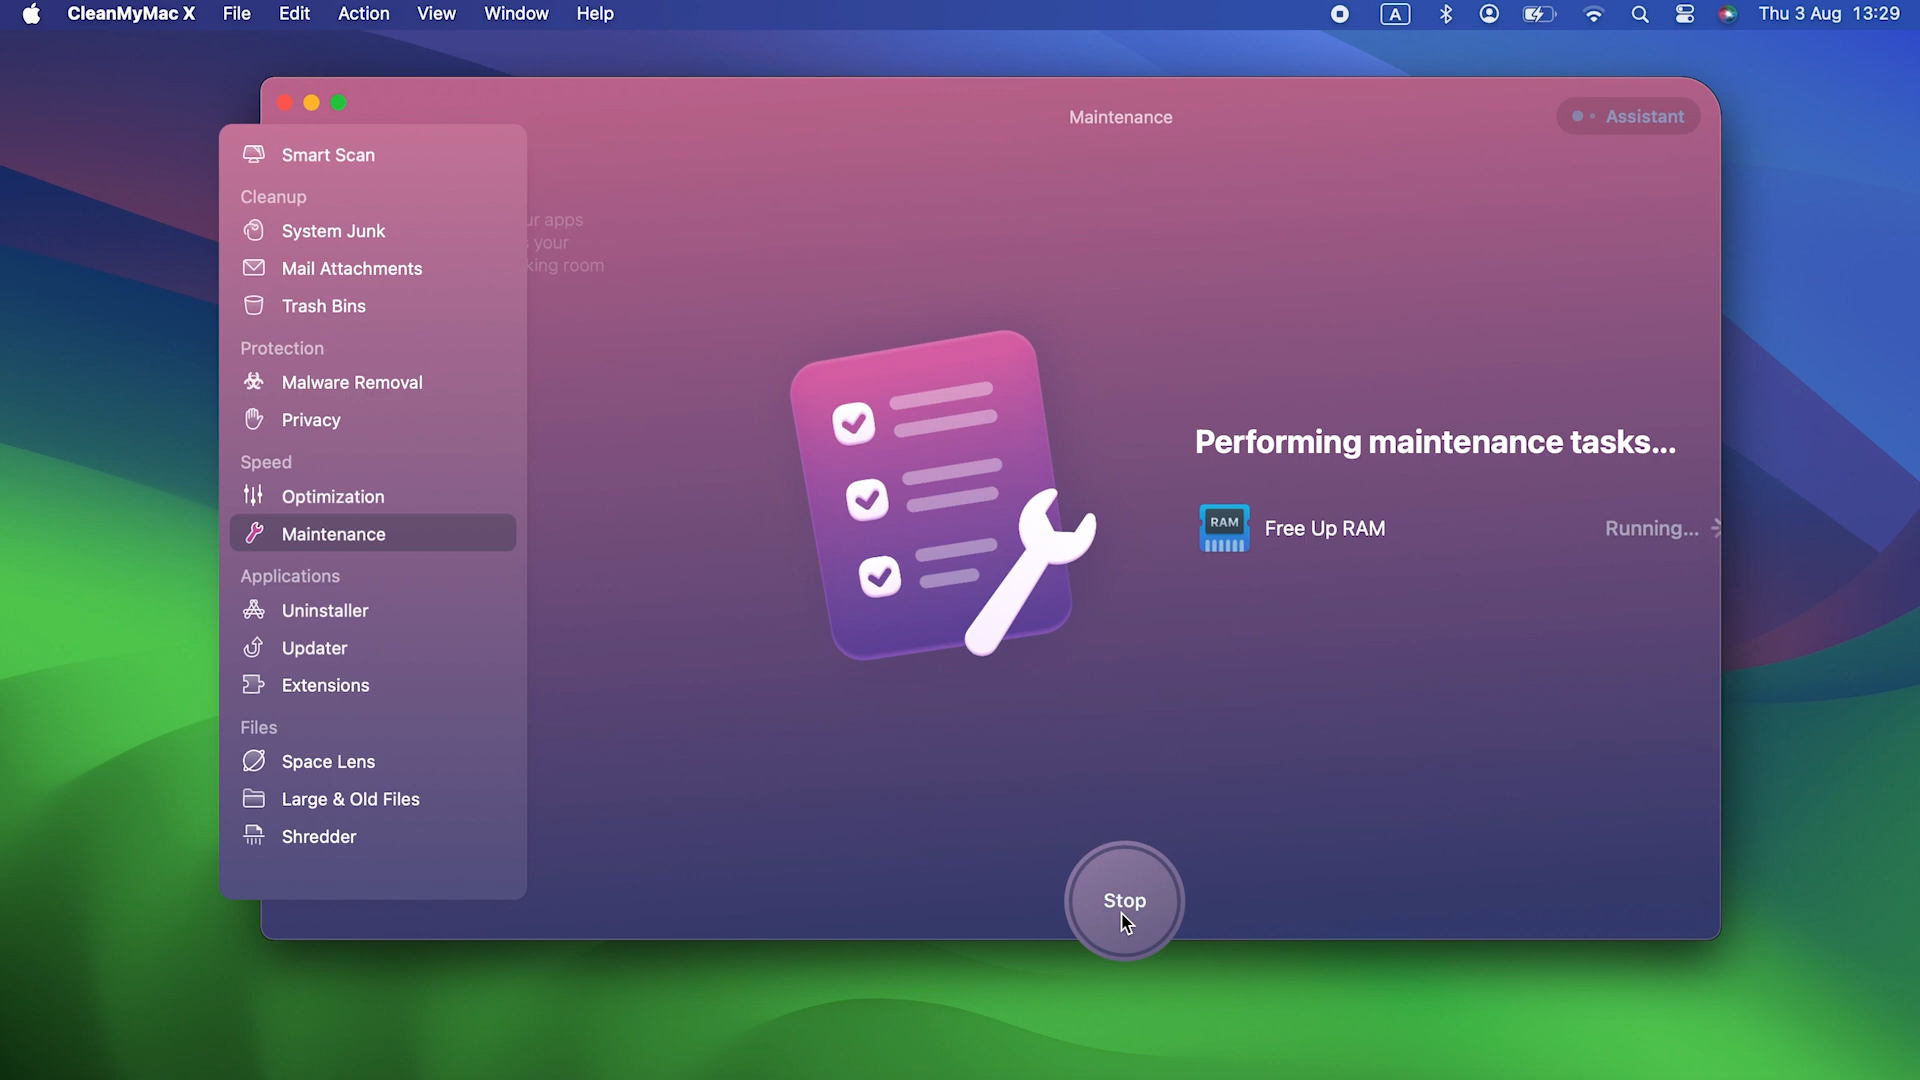 CleanMyMac X File Edit Action View Window Help
A
Thu 3 Aug 13:29
Maintenance
Assistant
Smart Scan
Cleanup
System Junk
Mail Attachments
Trash Bins
Protection
Malware Removal
Privacy
Speed
Optimization
Maintenance
Applications
Uninstaller
Updater
Extensions
Files
Space Lens
Large & Old Files
Shredder
ur apps
your
king room
Performing maintenance tasks...
RAM
Free Up RAM
Running...
Stop